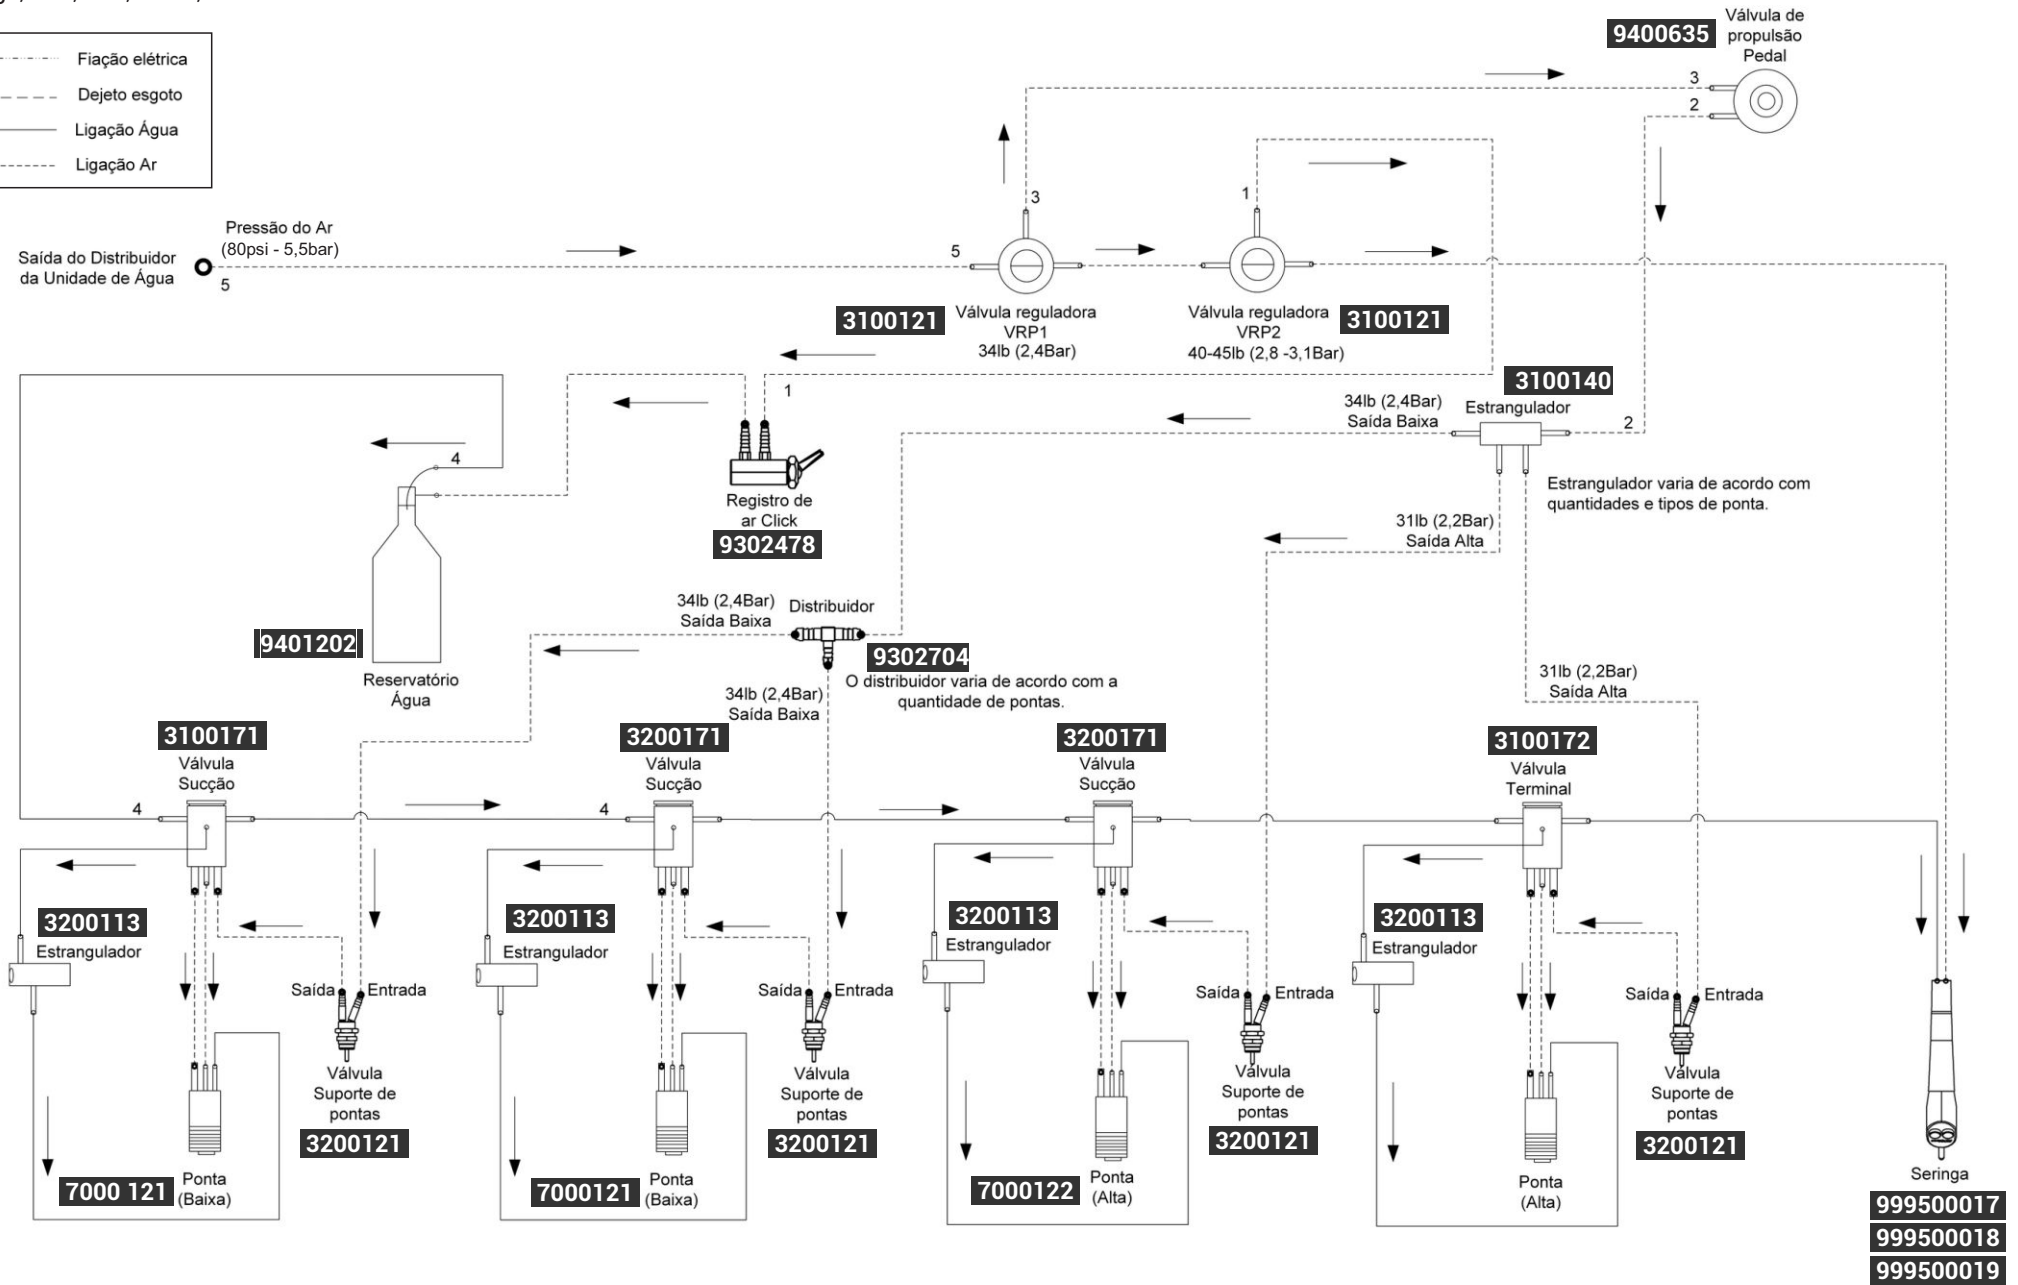 Válvula de
propulsão
Pedal
9400635
Fiação elétrica
Dejeto esgoto
Ligação Água
Ligação Ar
3
2
3
1
Pressão do Ar
(80psi - 5,5bar)
Saída do Distribuidor
da Unidade de Água
5
5
3100121
Válvula reguladora
VRP1
34lb (2,4Bar)
Válvula reguladora
VRP2
40-45lb (2,8 -3,1Bar)
3100121
1
3100140
Estrangulador
34lb (2,4Bar)
Saída Baixa
2
4
Registro de
ar Click
9302478
Estrangulador varia de acordo com
quantidades e tipos de ponta.
31lb (2,2Bar)
Saída Alta
34lb (2,4Bar)
Saída Baixa
Distribuidor
9302704
O distribuidor varia de acordo com a
quantidade de pontas.
9401202
Reservatório
Água
34lb (2,4Bar)
Saída Baixa
31lb (2,2Bar)
Saída Alta
3100171
Válvula
Sucção
3200171
Válvula
Sucção
3200171
Válvula
Sucção
3100172
Válvula
Terminal
4
4
3200113
Estrangulador
3200113
Estrangulador
3200113
Estrangulador
3200113
Estrangulador
Saída
Entrada
Saída
Entrada
Saída
Entrada
Saída
Entrada
Válvula
Suporte de
pontas
3200121
Válvula
Suporte de
pontas
3200121
Válvula
Suporte de
pontas
3200121
Válvula
Suporte de
pontas
3200121
7000 121
Ponta
(Baixa)
7000121
Ponta
(Baixa)
7000122
Ponta
(Alta)
Ponta
(Alta)
Seringa
999500017
999500018
999500019